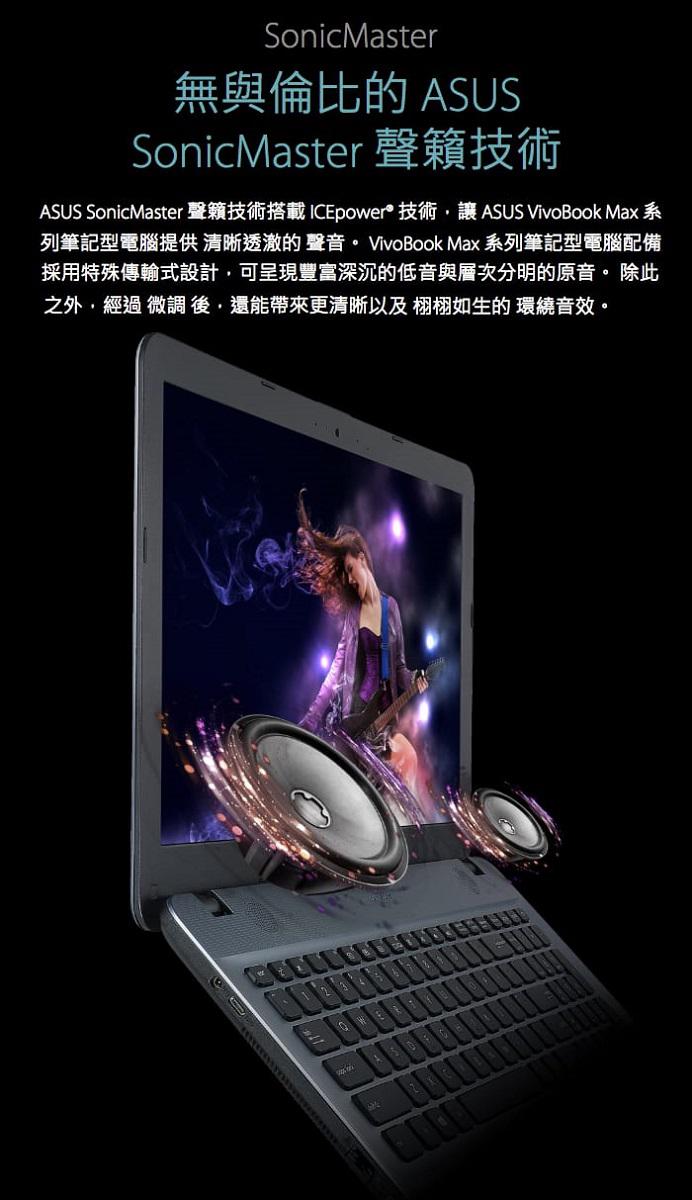 SonicMaster
無與倫比的 ASUS
SonicMaster 聲籟技術
ASUS SonicMaster 聲籟技術搭載 ICEpower® 技術，讓 ASUS VivoBook Max 系
列筆記型電腦提供 清晰透澈的 聲音。 VivoBook Max 系列筆記型電腦配備
採用特殊傳輸式設計，可呈現豐富深沉的低音與層次分明的原音。 除此
之外，經過 微調 後，還能帶來更清晰以及 栩栩如生的 環繞音效。